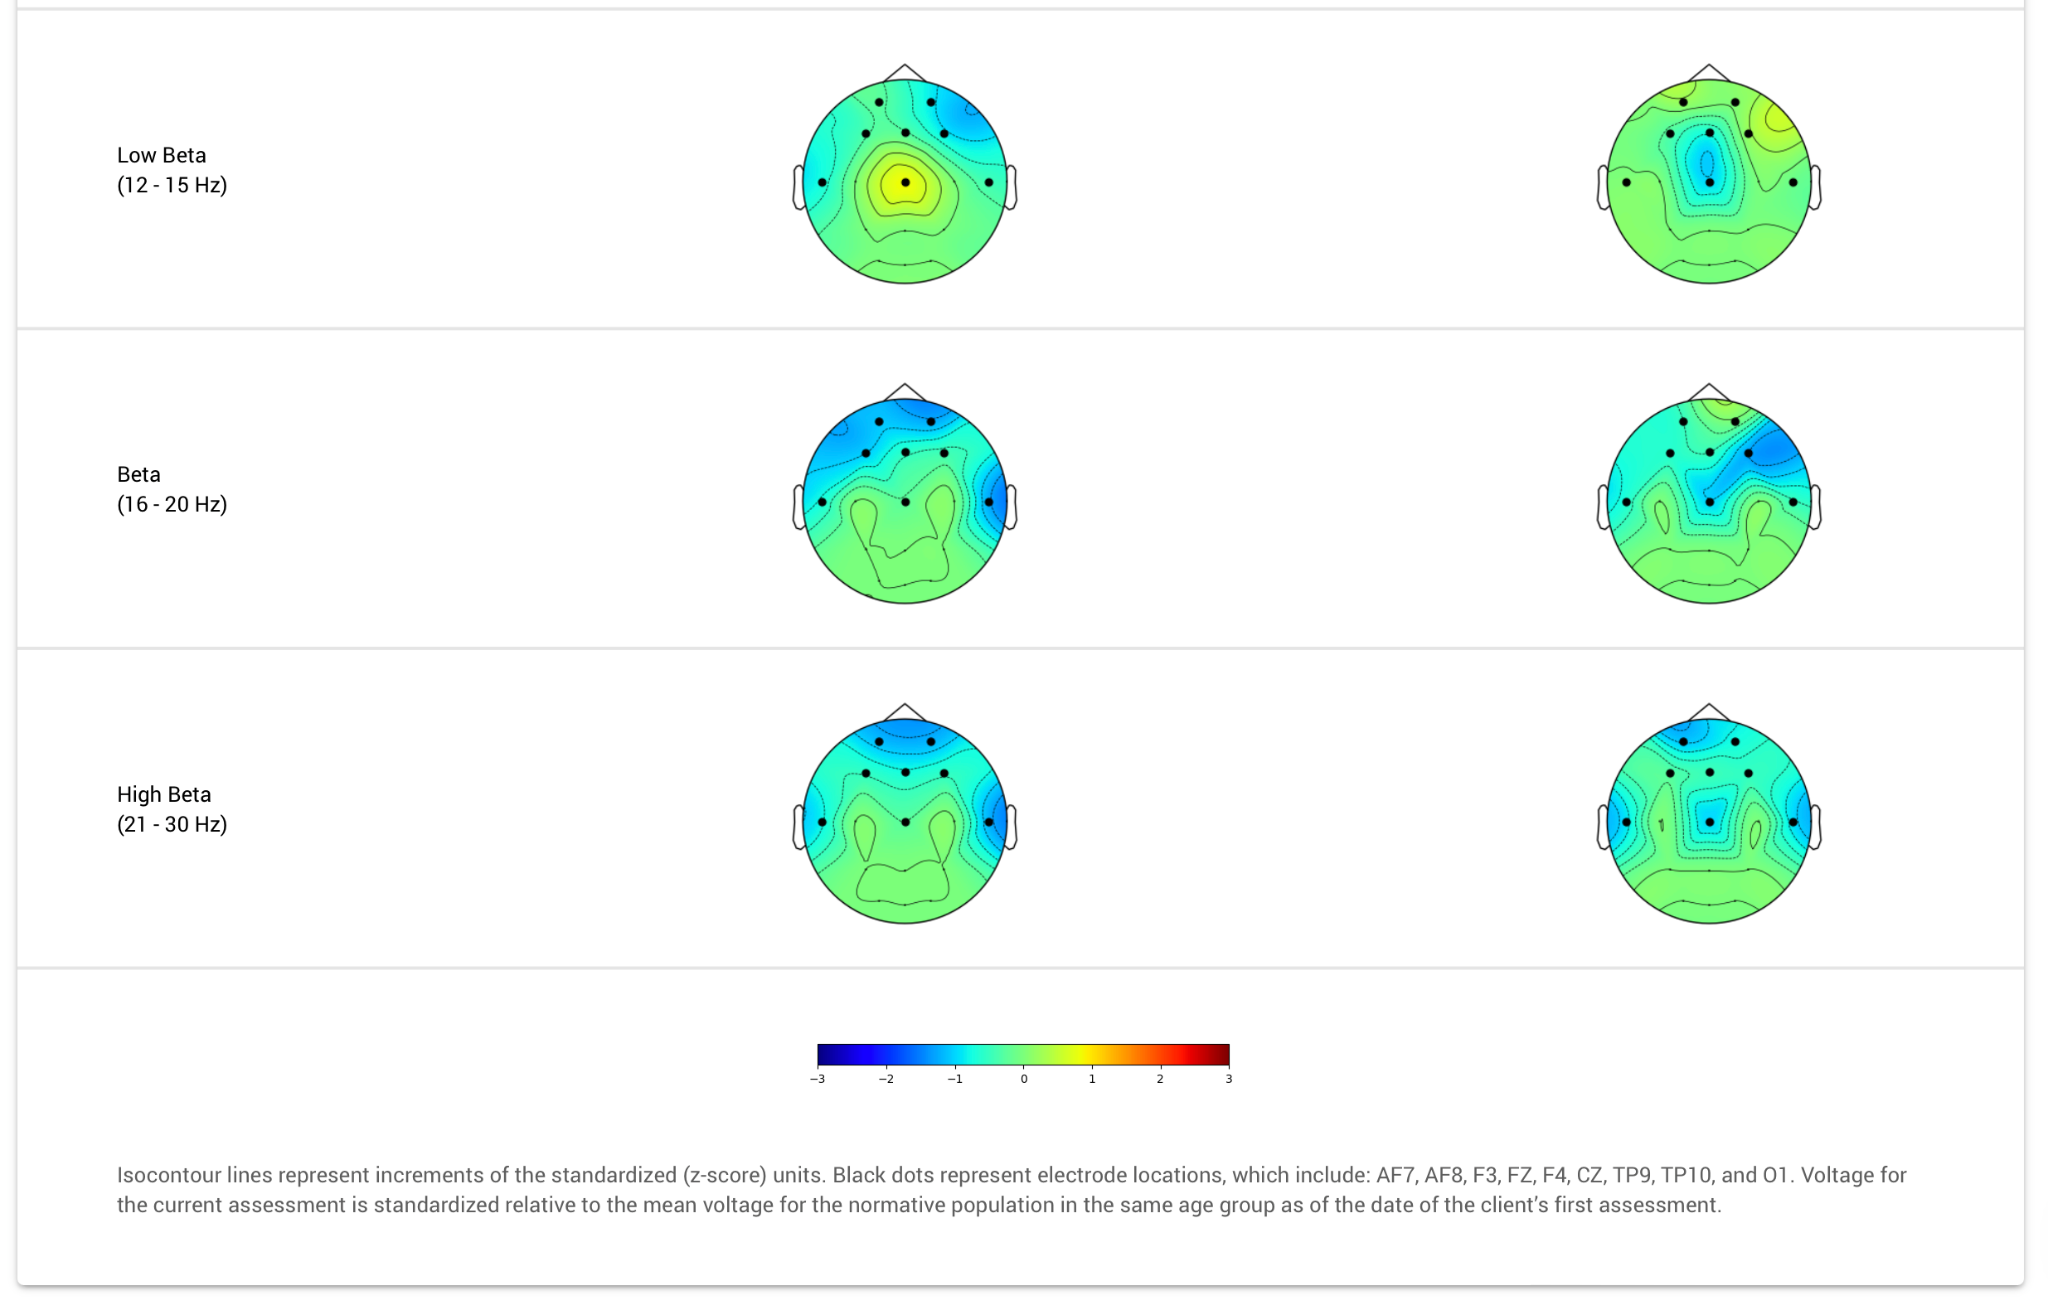 Low Beta
(12 - 15 Hz)
Beta
(16 - 20 Hz)
High Beta
(21 - 30 Hz)
−3 −2 −1 0 1 2 3
Isocontour lines represent increments of the standardized (z-score) units. Black dots represent electrode locations, which include: AF7, AF8, F3, FZ, F4, CZ, TP9, TP10, and O1. Voltage for
the current assessment is standardized relative to the mean voltage for the normative population in the same age group as of the date of the client’s first assessment.